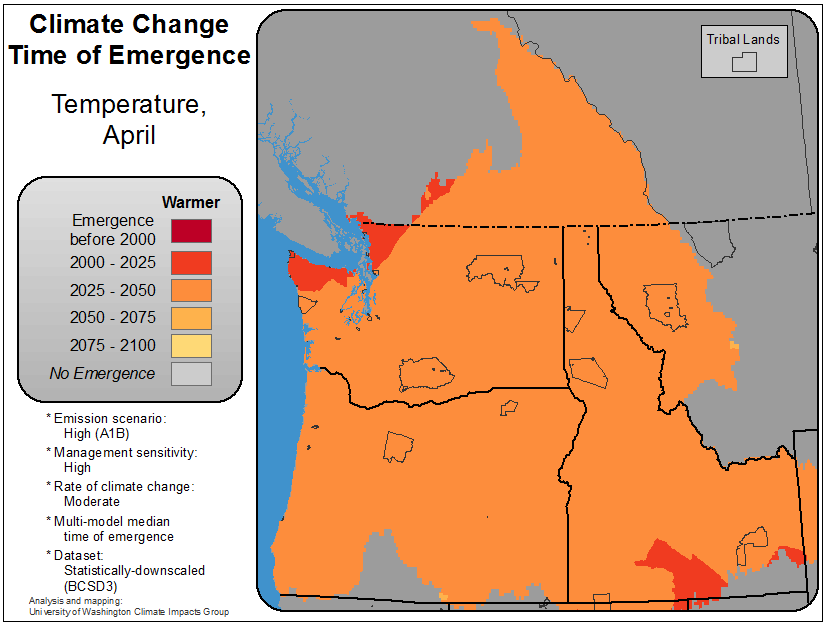 Climate Change
Time of Emergence
Temperature,
April
Warmer
Emergence
before 2000
2000 - 2025
2025 - 2050
2050 - 2075
2075 - 2100
No Emergence
* Emission scenario:
High (A1B)
* Management sensitivity:
High
* Rate of climate change:
Moderate
* Multi-model median
time of emergence
* Dataset:
Statistically-downscaled
(BCSD3)
Analysis and mapping:
University of Washington Climate Impacts Group
Tribal Lands